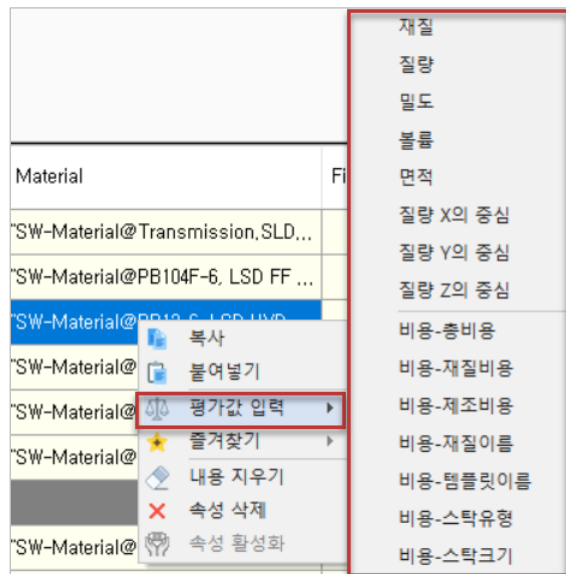 Material
Fi
"SW-Material@Transmission,SLD...
"SW-Material@PB104F-6, LSD FF ...
"SW-Material@
"SW-Material@
"SW-Material@
"SW-Material@
"SW-Material@
복사
붙여넣기
평가값 입력
즐겨찾기
내용 지우기
속성 삭제
속성 활성화
재질
질량
밀도
볼륨
면적
질량 X의 중심
질량 Y의 중심
질량 Z의 중심
비용-총비용
비용-재질비용
비용-제조비용
비용-재질이름
비용-템플릿이름
비용-스탁유형
비용-스탁크기